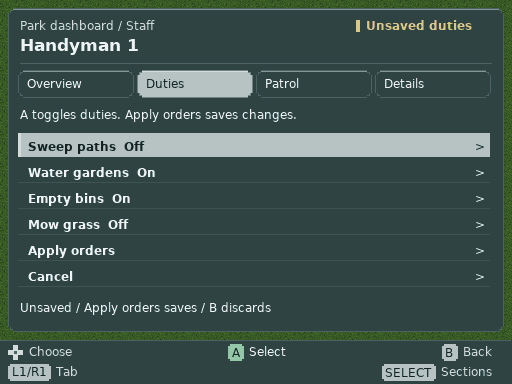 Park dashboard / Staff
Unsaved duties
Handyman 1
Overview
Duties
Patrol
Details
A toggles duties. Apply orders saves changes.
Sweep paths  Off >
Water gardens  On >
Empty bins  On >
Mow grass  Off >
Apply orders >
Cancel >
Unsaved / Apply orders saves / B discards
Choose
A Select
B Back
L1/R1 Tab
SELECT Sections